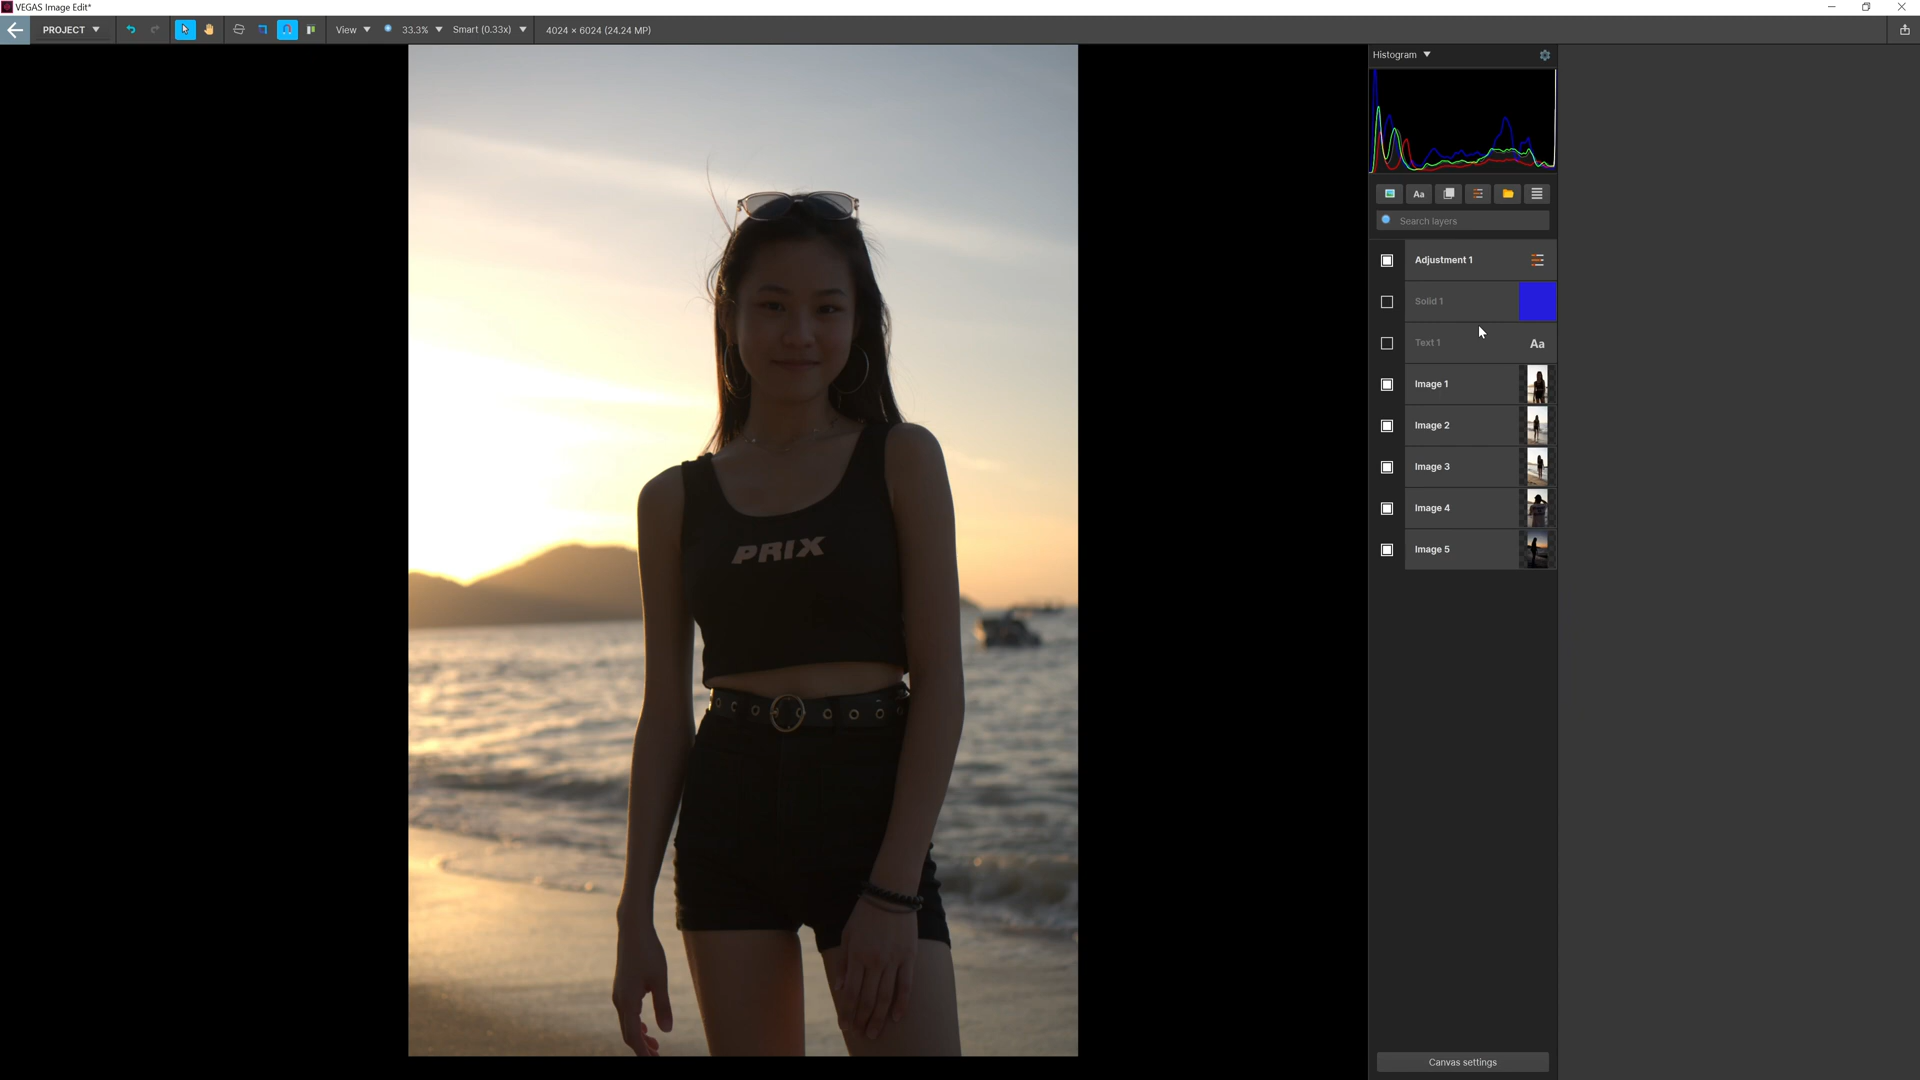 VEGAS Image Edit*
PROJECT View 33.3% Smart (0.33x) 4024 × 6024 (24.24 MP)
Histogram
Aa
Search layers
Adjustment 1
Solid 1
Text 1 Aa
Image 1
Image 2
Image 3
Image 4
Image 5
PRIX
Canvas settings